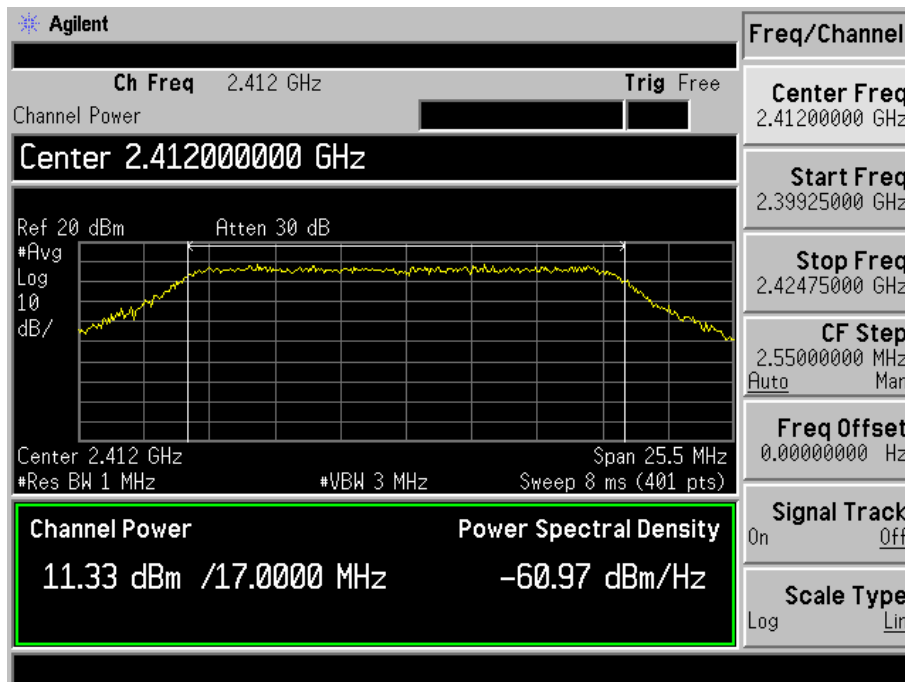 Agilent
Freq/Channel
Ch Freq 2.412 GHz Trig Free
Channel Power
Center 2.412000000 GHz
Ref 20 dBm Atten 30 dB
#Avg
Log
10
dB/
Center 2.412 GHz Span 25.5 MHz
#Res BW 1 MHz #VBW 3 MHz Sweep 8 ms (401 pts)
Channel Power Power Spectral Density
11.33 dBm /17.0000 MHz -60.97 dBm/Hz
Center Freq
2.41200000 GHz
Start Freq
2.39925000 GHz
Stop Freq
2.42475000 GHz
CF Step
2.55000000 MHz
Auto Man
Freq Offset
0.00000000 Hz
Signal Track
On Off
Scale Type
Log Lin